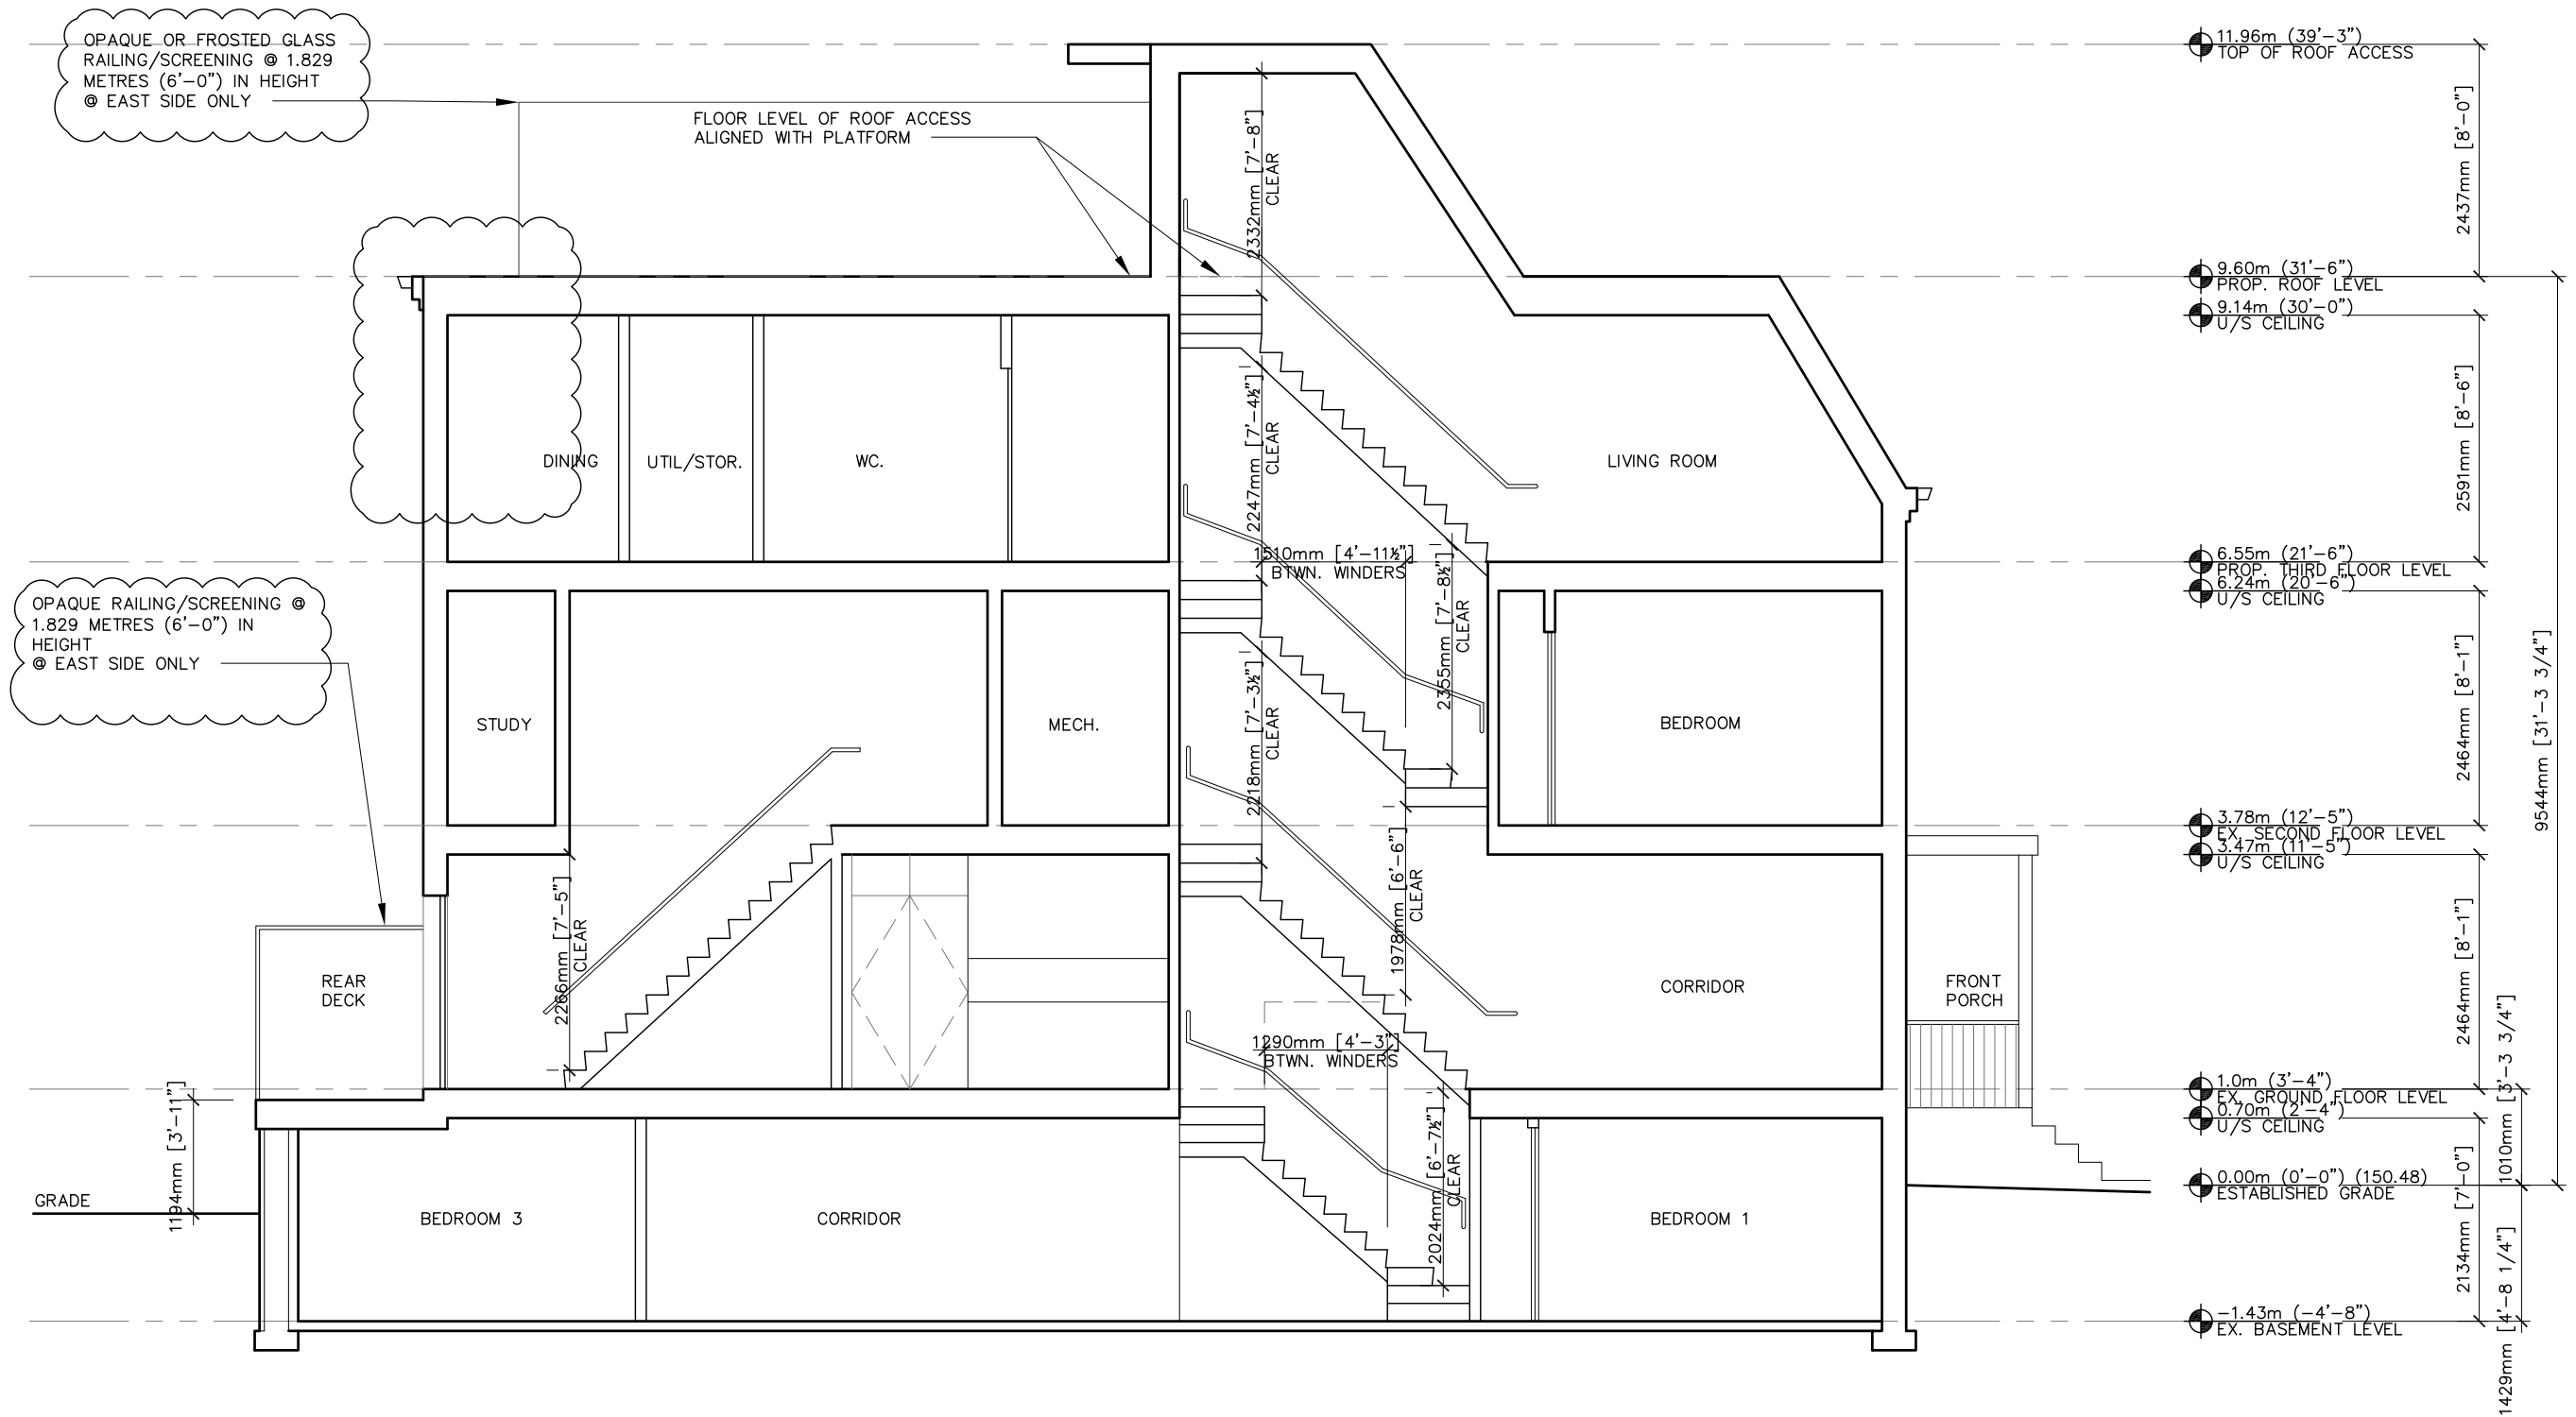 OPAQUE OR FROSTED GLASS
RAILING/SCREENING @ 1.829
METRES (6'-0") IN HEIGHT
@ EAST SIDE ONLY
FLOOR LEVEL OF ROOF ACCESS
ALIGNED WITH PLATFORM
2332mm [7'-8"]
CLEAR
11.96m (39'-3")
TOP OF ROOF ACCESS
2437mm [8'-0"]
9.60m (31'-6")
PROP. ROOF LEVEL
9.14m (30'-0")
U/S CEILING
DINING
UTIL/STOR.
WC.
2247mm [7'-4½"]
CLEAR
LIVING ROOM
2591mm [8'-6"]
1510mm [4'-11½"]
BTWN. WINDERS
2355mm [7'-8½"]
CLEAR
6.55m (21'-6")
PROP. THIRD FLOOR LEVEL
6.24m (20'-6")
U/S CEILING
OPAQUE RAILING/SCREENING @
1.829 METRES (6'-0") IN
HEIGHT
@ EAST SIDE ONLY
STUDY
MECH.
2218mm [7'-3½"]
CLEAR
BEDROOM
2464mm [8'-1"]
9544mm [31'-3 3/4"]
3.78m (12'-5")
EX. SECOND FLOOR LEVEL
3.47m (11'-5")
U/S CEILING
2266mm [7'-5"]
CLEAR
1978mm [6'-6"]
CLEAR
REAR
DECK
CORRIDOR
FRONT
PORCH
2464mm [8'-1"]
1290mm [4'-3"]
BTWN. WINDERS
1.0m (3'-4")
EX. GROUND FLOOR LEVEL
0.70m (2'-4")
U/S CEILING
1010mm [3'-3 3/4"]
1194mm [3'-11"]
2024mm [6'-7½"]
CLEAR
0.00m (0'-0") (150.48)
ESTABLISHED GRADE
GRADE
BEDROOM 3
CORRIDOR
BEDROOM 1
2134mm [7'-0"]
1429mm [4'-8 1/4"]
-1.43m (-4'-8")
EX. BASEMENT LEVEL